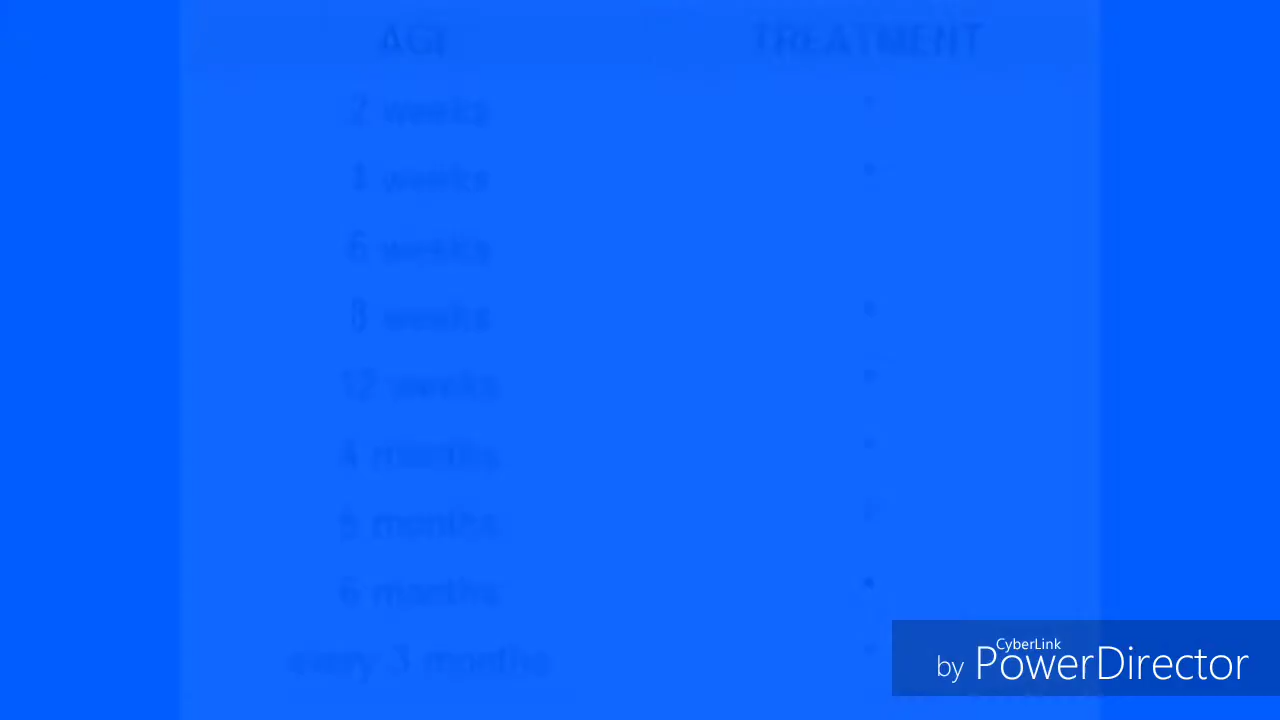 AGE TREATMENT
2 weeks
4 weeks
6 weeks
8 weeks
12 weeks
4 months
5 months
6 months
every 3 months
by CyberLink PowerDirector